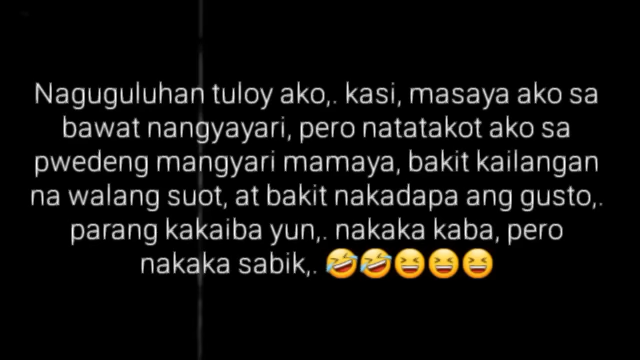 Naguguluhan tuloy ako,. kasi, masaya ako sa
bawat nangyayari, pero natatakot ako sa
pwedeng mangyari mamaya, bakit kailangan
na walang suot, at bakit nakadapa ang gusto,.
parang kakaiba yun,. nakaka kaba, pero
nakaka sabik,. 🤣🤣😆😆😆